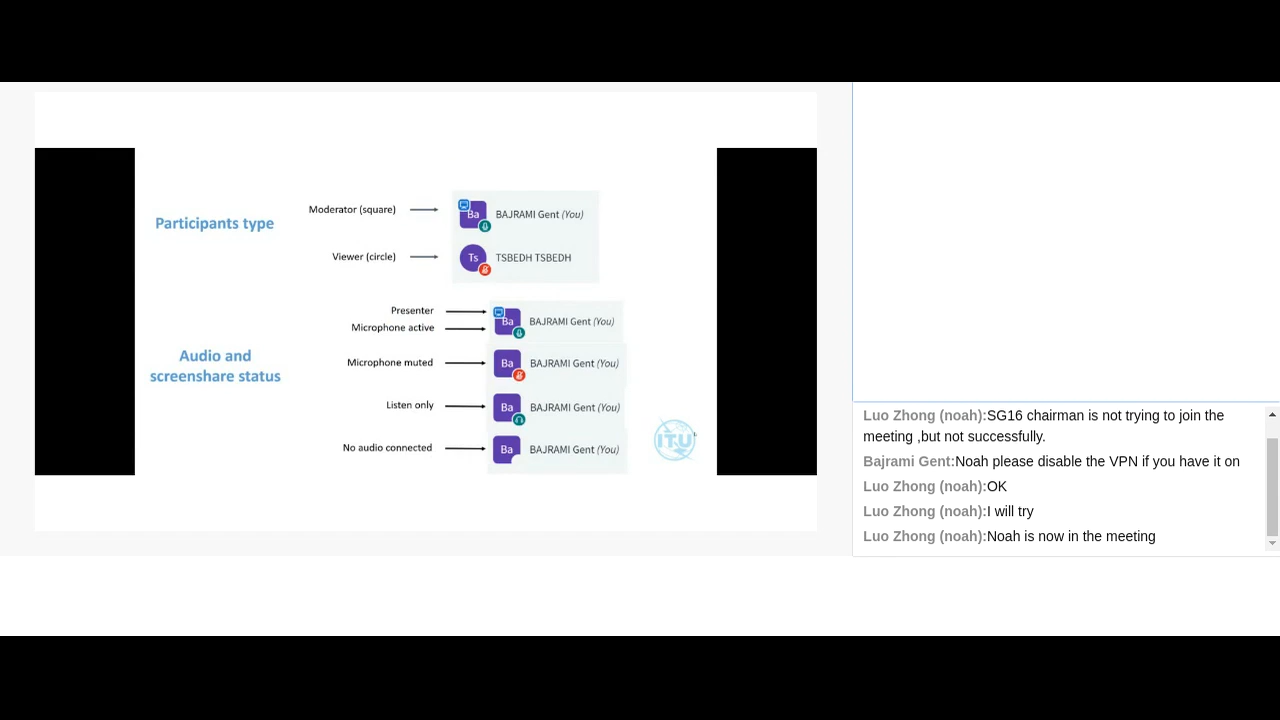 Participants type
Moderator (square)
Ba
BAJRAMI Gent (You)
Viewer (circle)
Ts
TSBEDH TSBEDH
Audio and
screenshare status
Presenter
Microphone active
Ba
BAJRAMI Gent (You)
Microphone muted
Ba
BAJRAMI Gent (You)
Listen only
Ba
BAJRAMI Gent (You)
No audio connected
Ba
BAJRAMI Gent (You)
ITU
Luo Zhong (noah):SG16 chairman is not trying to join the
meeting ,but not successfully.
Bajrami Gent:Noah please disable the VPN if you have it on
Luo Zhong (noah):OK
Luo Zhong (noah):I will try
Luo Zhong (noah):Noah is now in the meeting